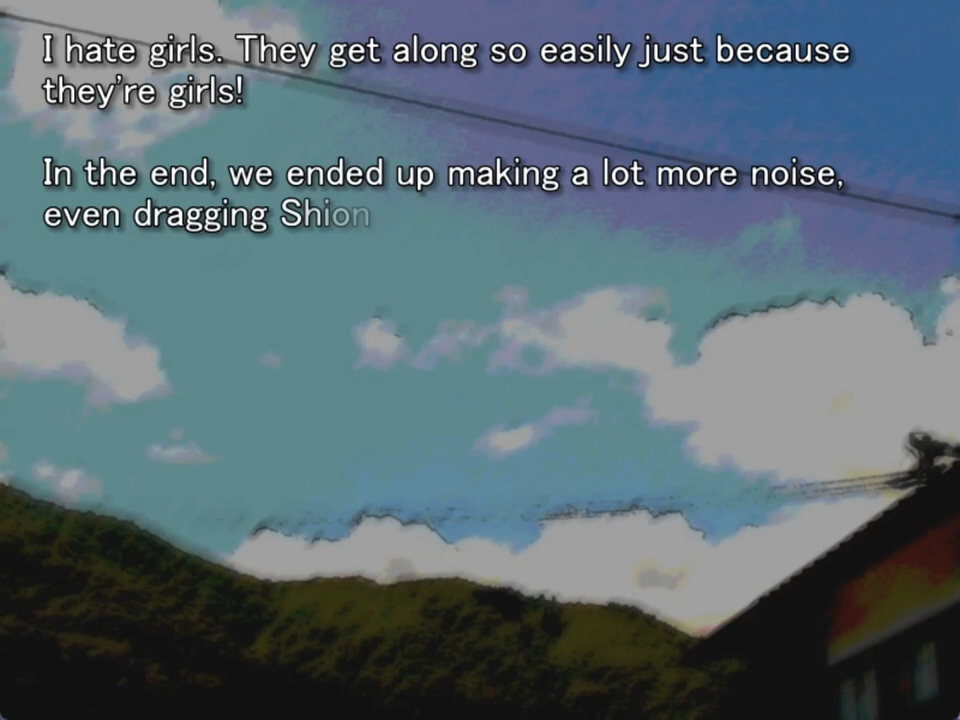 I hate girls. They get along so easily just because
they're girls!
In the end, we ended up making a lot more noise,
even dragging Shion